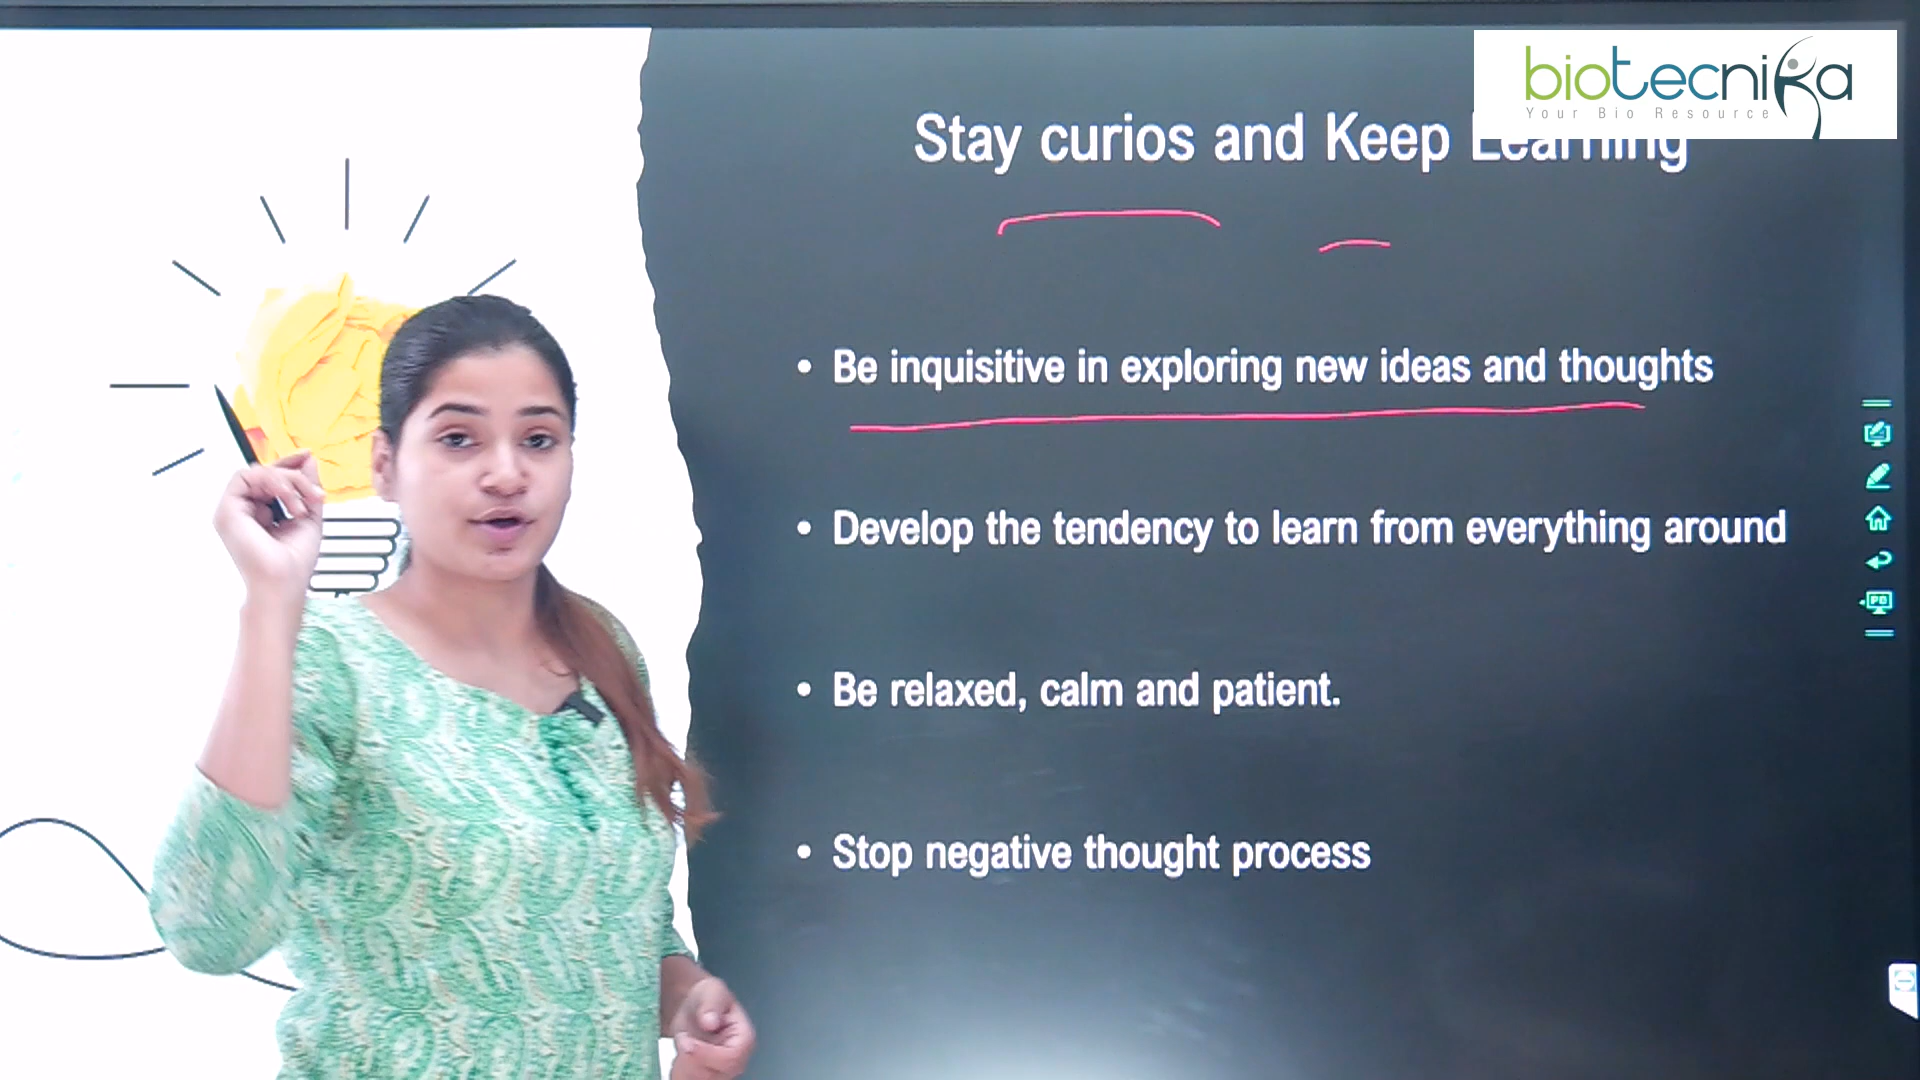 biotecnika
Your Bio Resource
Stay curios and Keep Learning
• Be inquisitive in exploring new ideas and thoughts
• Develop the tendency to learn from everything around
• Be relaxed, calm and patient.
• Stop negative thought process